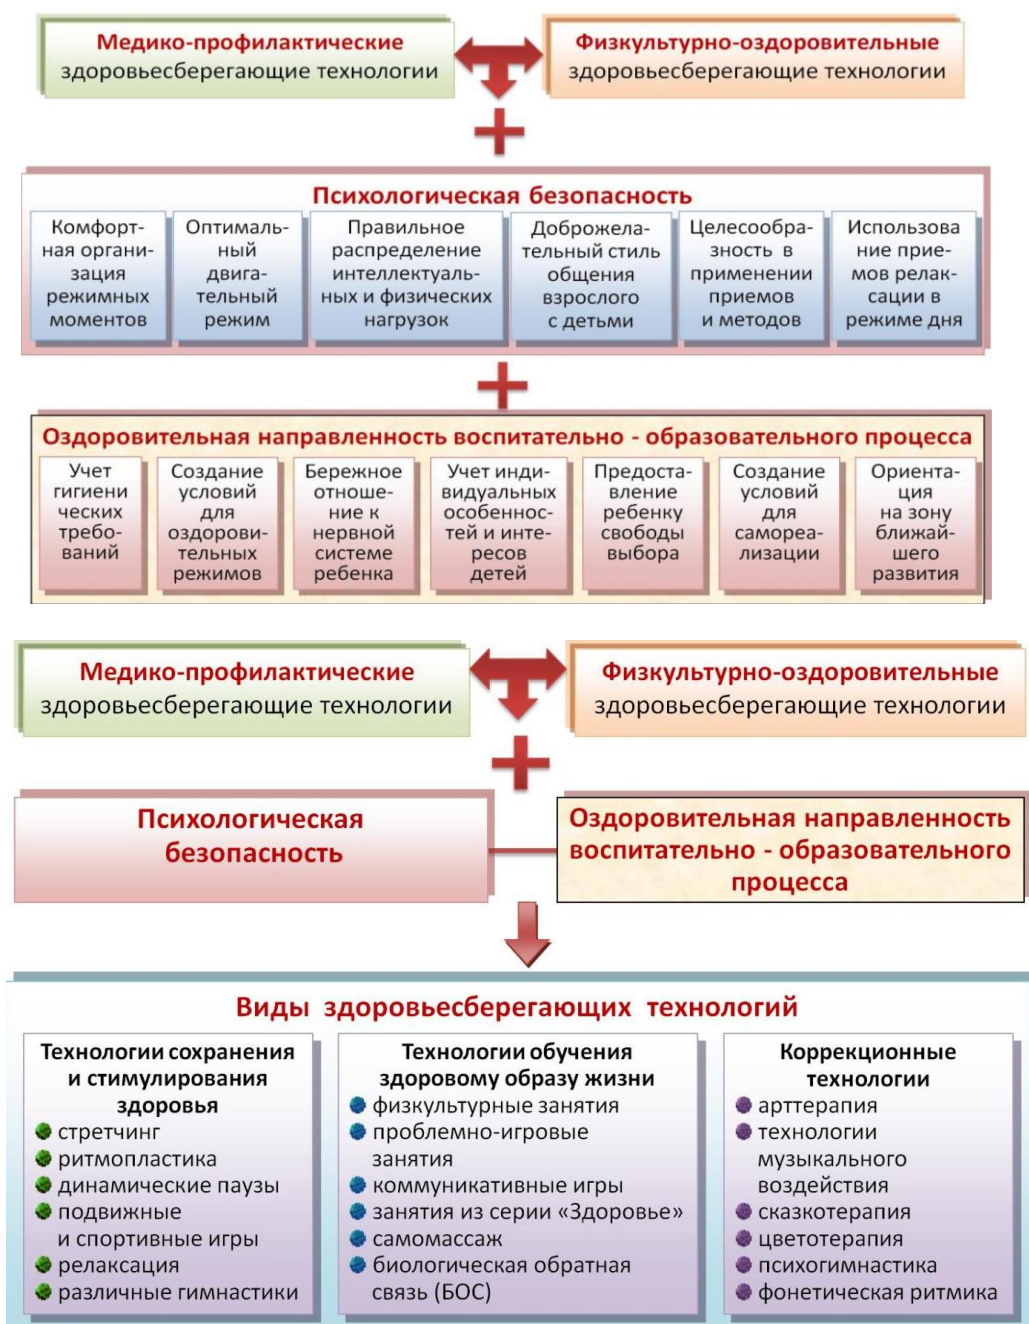 Медико-профилактические
здоровьесберегающие технологии
Физкультурно-оздоровительные
здоровьесберегающие технологии
Психологическая безопасность
Комфорт-
ная органи-
зация
режимных
моментов
Оптималь-
ный
двига-
тельный
режим
Правильное
распределение
интеллектуаль-
ных и физических
нагрузок
Доброжела-
тельный стиль
общения
взрослого
с детьми
Целесообра-
зность в
применении
приемов
и методов
Использова
ние прие-
мов релак-
сации в
режиме дня
Оздоровительная направленность воспитательно - образовательного процесса
Учет
гигиени
ческих
требо-
ваний
Создание
условий
для
оздорови-
тельных
режимов
Бережное
отноше-
ние к
нервной
системе
ребенка
Учет инди-
видуальных
особеннос-
тей и инте-
ресов
детей
Предоста-
вление
ребенку
свободы
выбора
Создание
условий
для
самореа-
лизации
Ориента-
ция
на зону
ближай-
шего
развития
Медико-профилактические
здоровьесберегающие технологии
Физкультурно-оздоровительные
здоровьесберегающие технологии
Психологическая
безопасность
Оздоровительная направленность
воспитательно - образовательного
процесса
Виды здоровьесберегающих технологий
Технологии сохранения
и стимулирования
здоровья
стретчинг
ритмопластика
динамические паузы
подвижные
и спортивные игры
релаксация
различные гимнастики
Технологии обучения
здоровому образу жизни
физкультурные занятия
проблемно-игровые
занятия
коммуникативные игры
занятия из серии «Здоровье»
самомассаж
биологическая обратная
связь (БОС)
Коррекционные
технологии
арттерапия
технологии
музыкального
воздействия
сказкотерапия
цветотерапия
психогимнастика
фонетическая ритмика